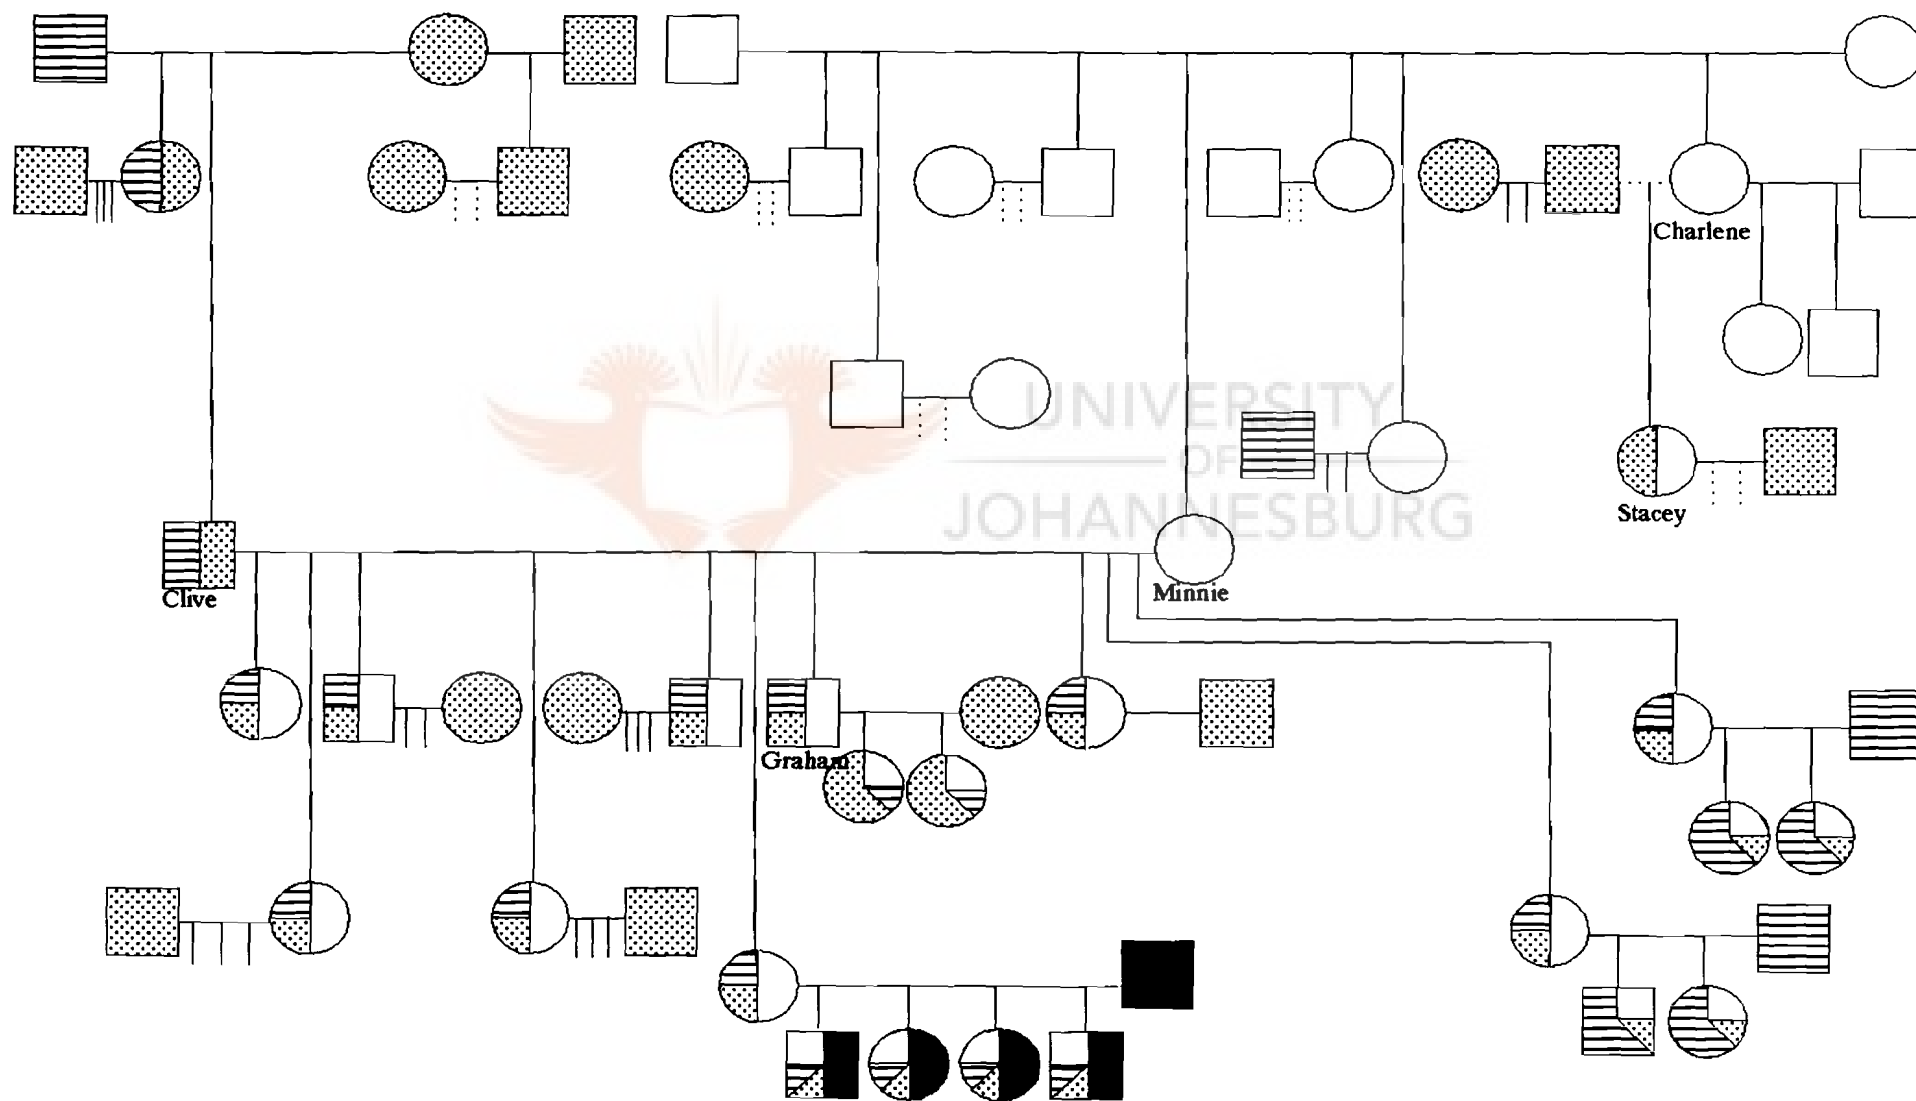 Charlene
UNIVERSITY
OF
JOHANNESBURG
Stacey
Clive
Minnie
Graham